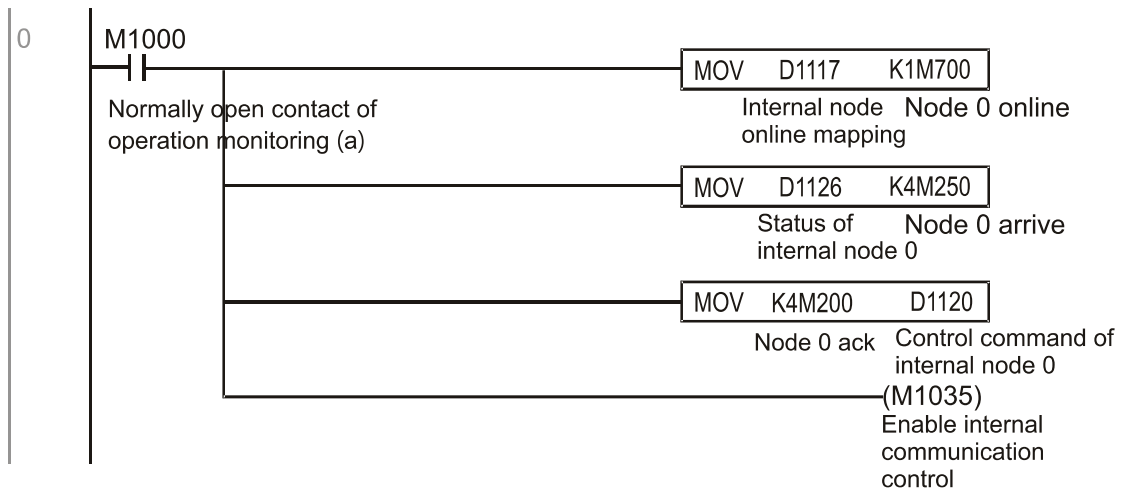 0
M1000
Normally open contact of
operation monitoring (a)
MOV D1117 K1M700
Internal node
online mapping
Node 0 online
MOV D1126 K4M250
Status of
internal node 0
Node 0 arrive
MOV K4M200 D1120
Node 0 ack
Control command of
internal node 0
(M1035)
Enable internal
communication
control